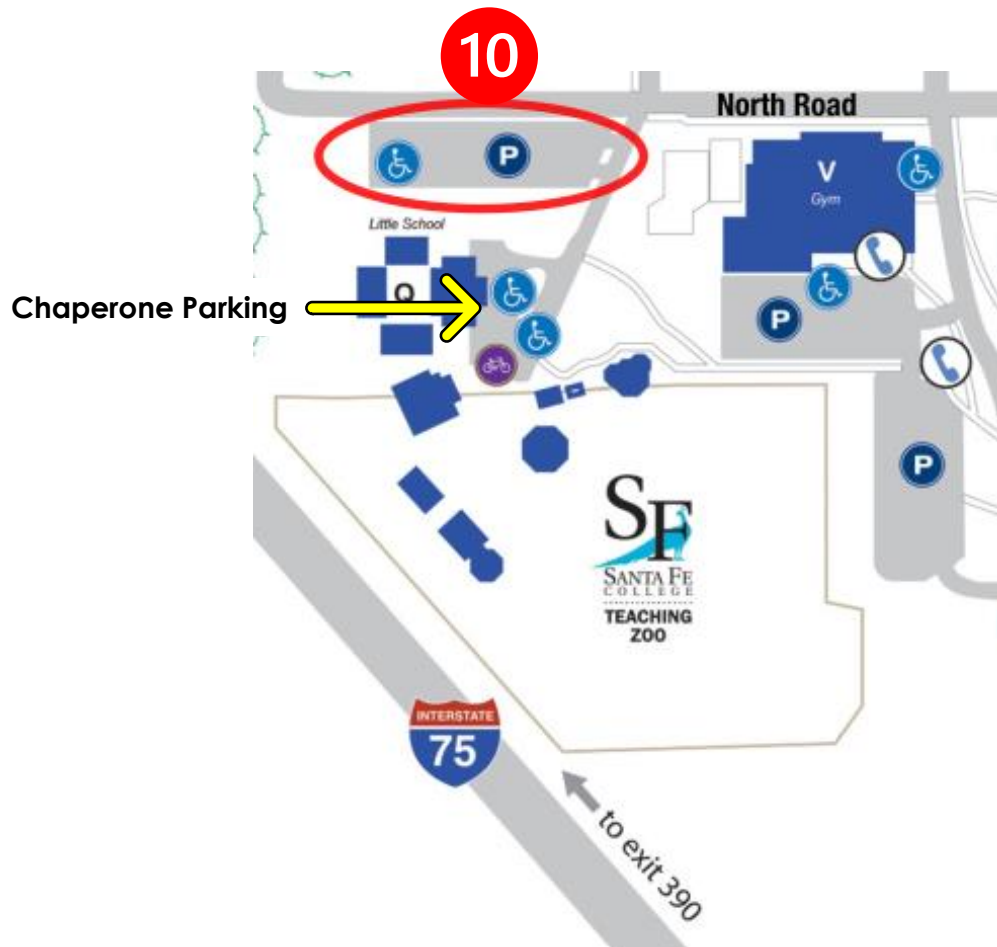 10
North Road
P
V
Gym
Little School
Q
Chaperone Parking
P
P
SF
SANTA FE
COLLEGE
TEACHING
ZOO
INTERSTATE
75
to exit 390